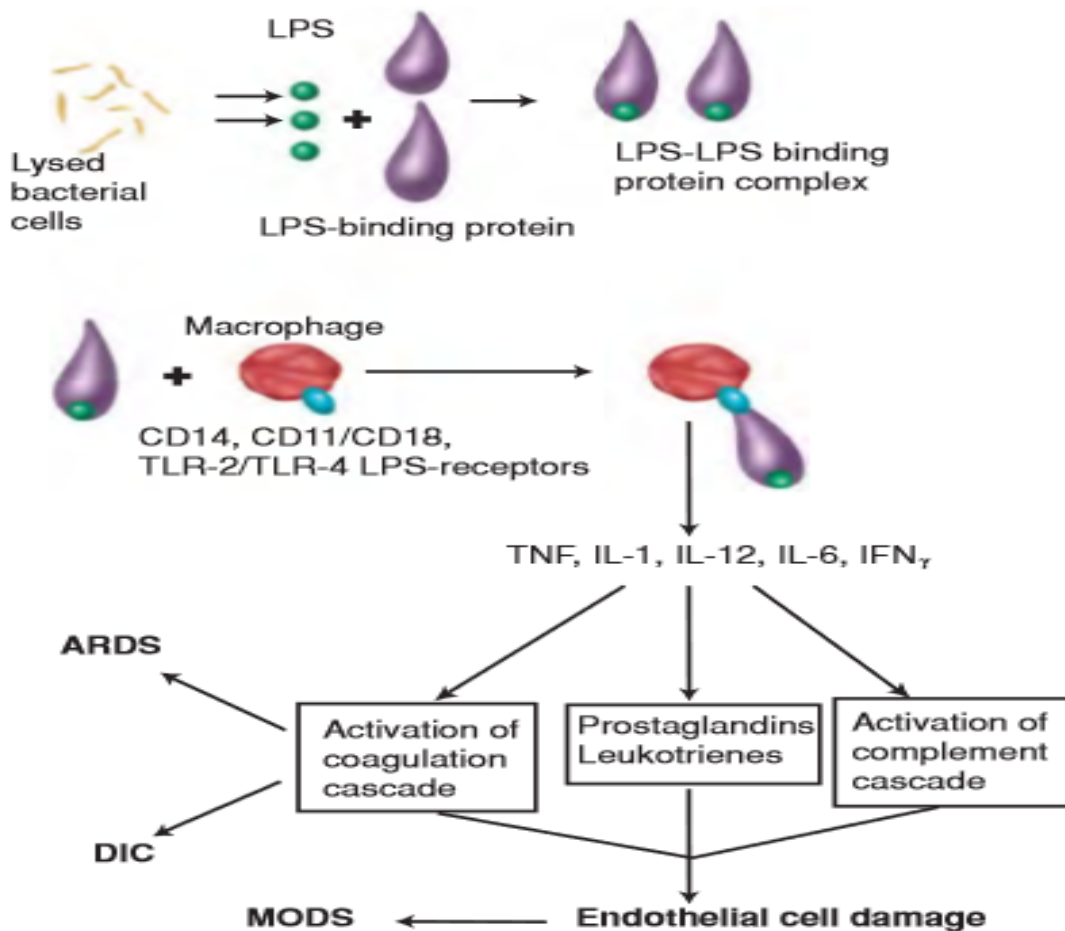 LPS
Lysed
bacterial
cells
LPS-binding protein
LPS-LPS binding
protein complex
Macrophage
CD14, CD11/CD18,
TLR-2/TLR-4 LPS-receptors
TNF, IL-1, IL-12, IL-6, IFNγ
ARDS
Activation of
coagulation
cascade
Prostaglandins
Leukotrienes
Activation of
complement
cascade
DIC
MODS
Endothelial cell damage